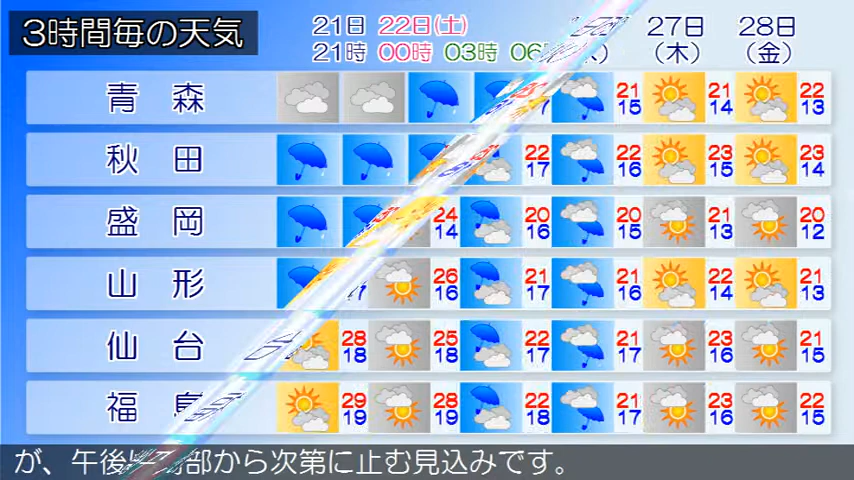 3時間毎の天気
21日 22日(土) 27日 28日
21時 00時 03時 06 (木) (金)
青森 21 15 21 14 22 13
秋田 22 17 22 16 23 15 23 14
盛岡 24 14 20 16 20 15 21 13 20 12
山形 26 16 21 17 21 16 22 14 21 13
仙台 28 18 25 18 22 17 21 17 23 16 21 15
福島 29 19 28 19 22 18 21 17 23 16 22 15
が、午後 部から次第に止む見込みです。